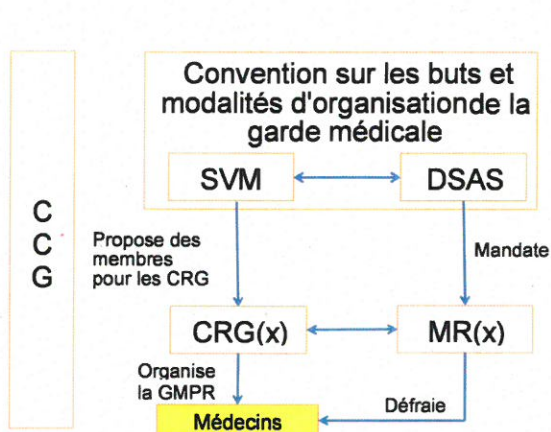 Convention sur les buts et
modalités d'organisationde la
garde médicale
SVM
DSAS
C
C
G
Propose des
membres
pour les CRG
Mandate
CRG(x)
MR(x)
Organise
la GMPR
Défraie
Médecins